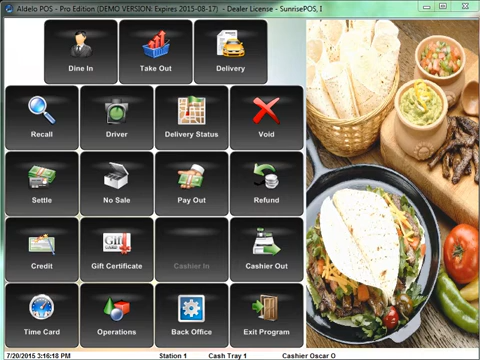 Aldelo POS - Pro Edition (DEMO VERSION: Expires 2015-08-17) - Dealer License - SunrisePOS, I
Dine In
Take Out
Delivery
Recall
Driver
Delivery Status
Void
Settle
No Sale
Pay Out
Refund
Credit
Gift Certificate
Cashier In
Cashier Out
Time Card
Operations
Back Office
Exit Program
7/20/2015 3:16:18 PM Station 1 Cash Tray 1 Cashier Oscar O